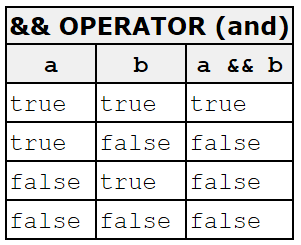 && OPERATOR (and)
a b a && b
true true true
true false false
false true false
false false false